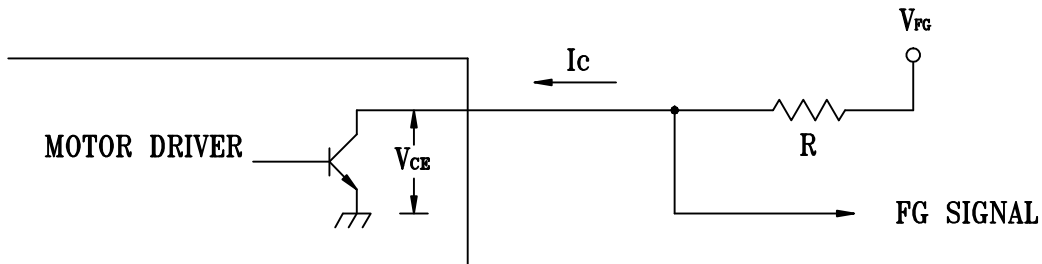 VFG
Ic
MOTOR DRIVER
VCE
R
FG SIGNAL